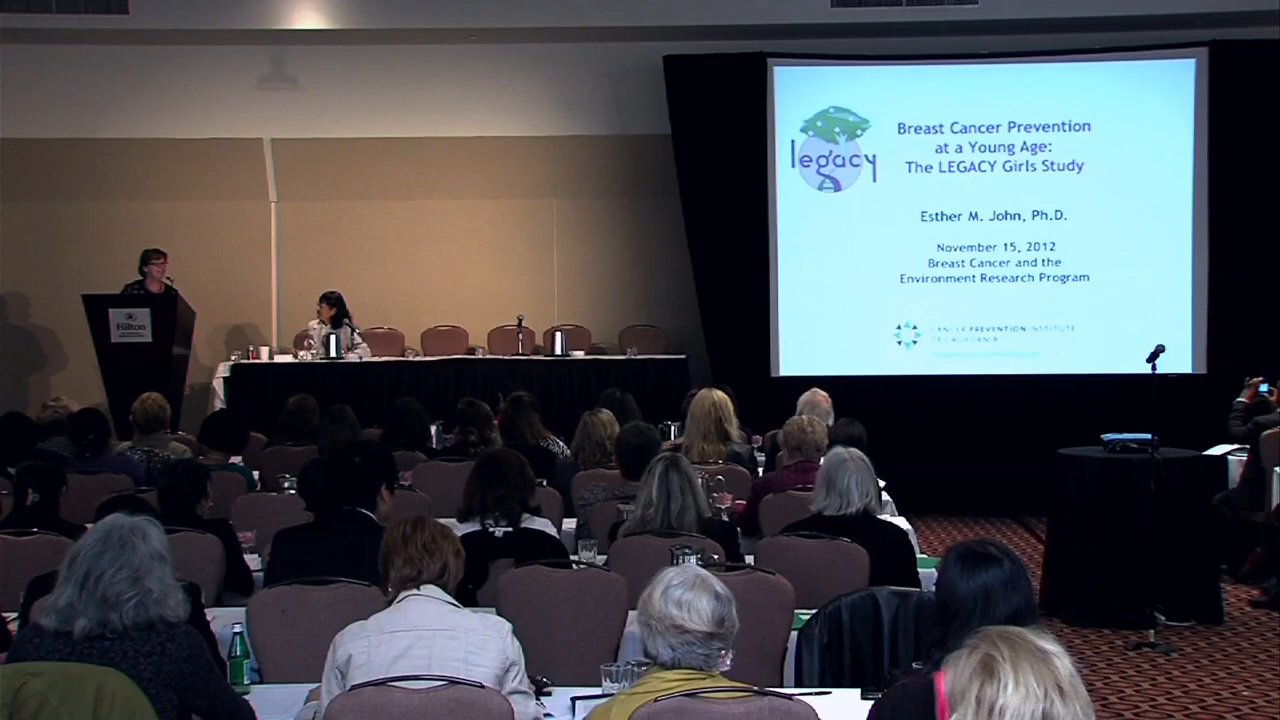 legacy
Breast Cancer Prevention
at a Young Age:
The LEGACY Girls Study
Esther M. John, Ph.D.
November 15, 2012
Breast Cancer and the
Environment Research Program
CANCER PREVENTION INSTITUTE
OF CALIFORNIA
Hilton